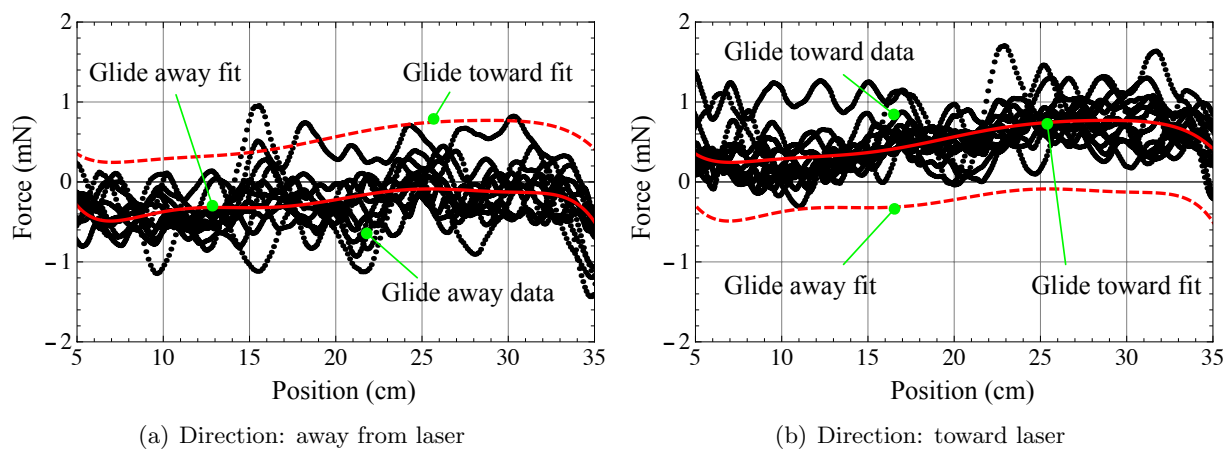 2
1
0
−1
−2
Force (mN)
Glide away fit
Glide toward fit
Glide away data
5
10
15
20
25
30
35
Position (cm)
(a) Direction: away from laser
2
1
0
−1
−2
Force (mN)
Glide toward data
Glide away fit
Glide toward fit
5
10
15
20
25
30
35
Position (cm)
(b) Direction: toward laser